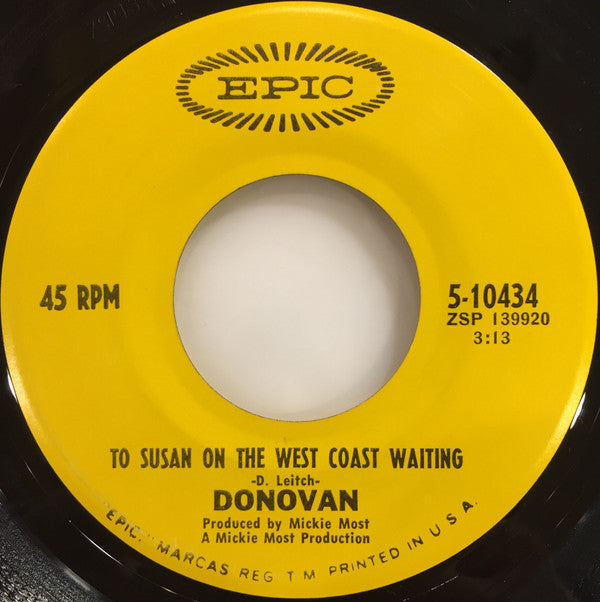 EPIC
45 RPM
5-10434
ZSP 139920
3:13
TO SUSAN ON THE WEST COAST WAITING
-D. Leitch-
DONOVAN
Produced by Mickie Most
A Mickie Most Production
"EPIC," MARCAS REG. T M PRINTED IN U S A.